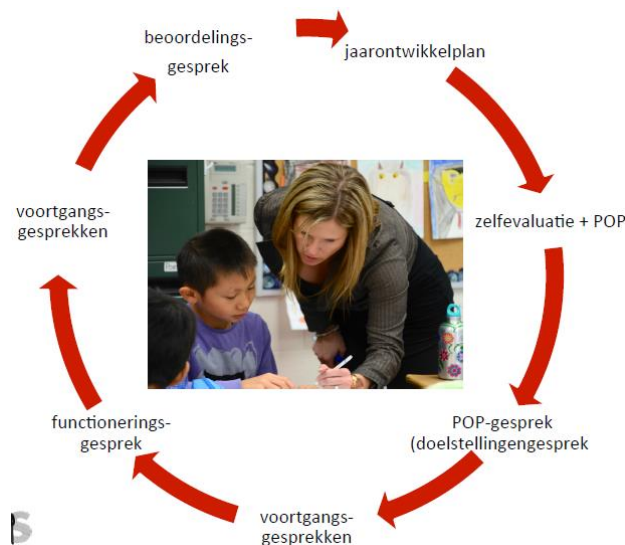 beoordelings-
gesprek
jaarontwikkelplan
zelfevaluatie + POP
POP-gesprek
(doelstellingengesprek
voortgangs-
gesprekken
functionerings-
gesprek
voortgangs-
gesprekken